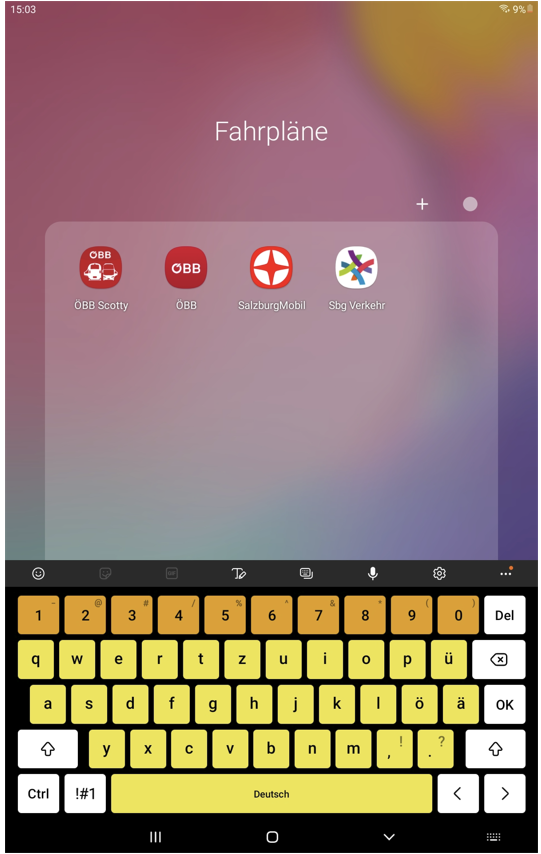 15:03 9%
Fahrpläne
ÖBB ÖBB
ÖBB Scotty ÖBB SalzburgMobil Sbg Verkehr
GIF
1 - 2 @ 3 # 4 / 5 % 6 ^ 7 & 8 * 9 ( 0 ) Del
q w e r t z u i o p ü
a s d f g h j k l ö ä OK
y x c v b n m , ! . ?
Ctrl !#1 Deutsch < >